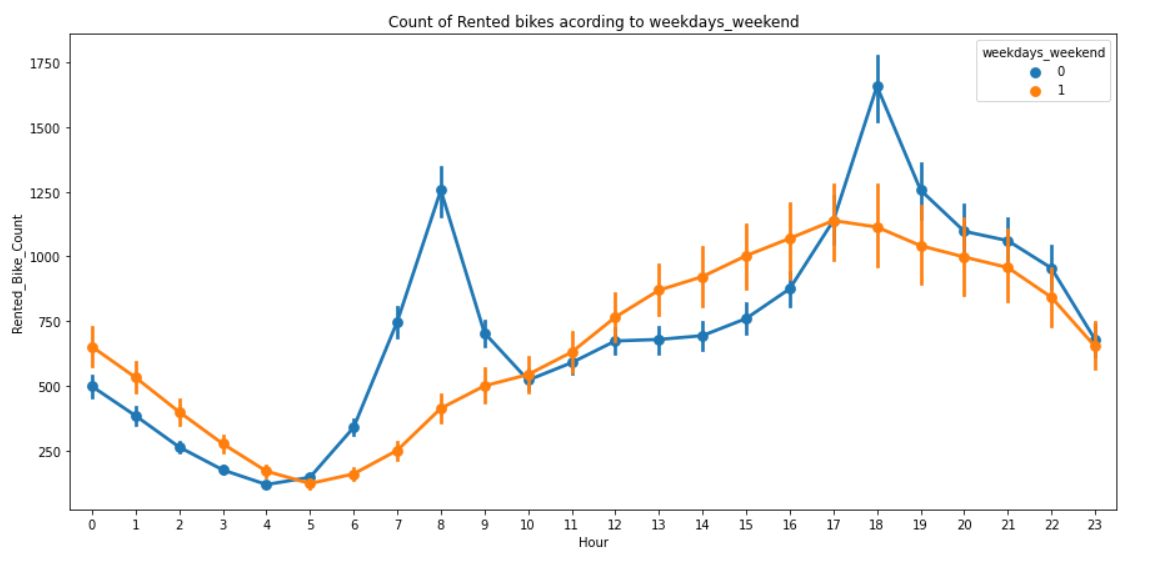 Count of Rented bikes acording to weekdays_weekend
weekdays_weekend
0
1
Rented_Bike_Count
1750
1500
1250
1000
750
500
250
0 1 2 3 4 5 6 7 8 9 10 11 12 13 14 15 16 17 18 19 20 21 22 23
Hour